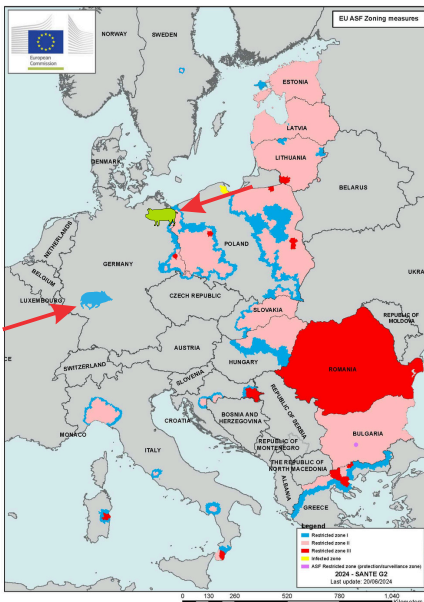 EU ASF Zoning measures
European
Commission
NORWAY
SWEDEN
ESTONIA
LATVIA
DENMARK
LITHUANIA
BELARUS
NETHERLANDS
POLAND
BELGIUM
GERMANY
LUXEMBOURG
CZECH REPUBLIC
UKRA
SLOVAKIA
REPUBLIC OF
MOLDOVA
CE
AUSTRIA
SWITZERLAND
HUNGARY
SLOVENIA
ROMANIA
CROATIA
BOSNIA AND
HERZEGOVINA
REPUBLIC OF SERBIA
MONACO
ITALY
REPUBLIC OF
MONTENEGRO
BULGARIA
THE REPUBLIC OF
NORTH MACEDONIA
ALBANIA
GREECE
Legend
Restricted zone I
Restricted zone II
Restricted zone III
Infected zone
ASF Restricted zone (protection/surveillance zone)
2024 - SANTE G2
Last update: 20/08/2024
0 130 260 520 780 1,040
Kilometers